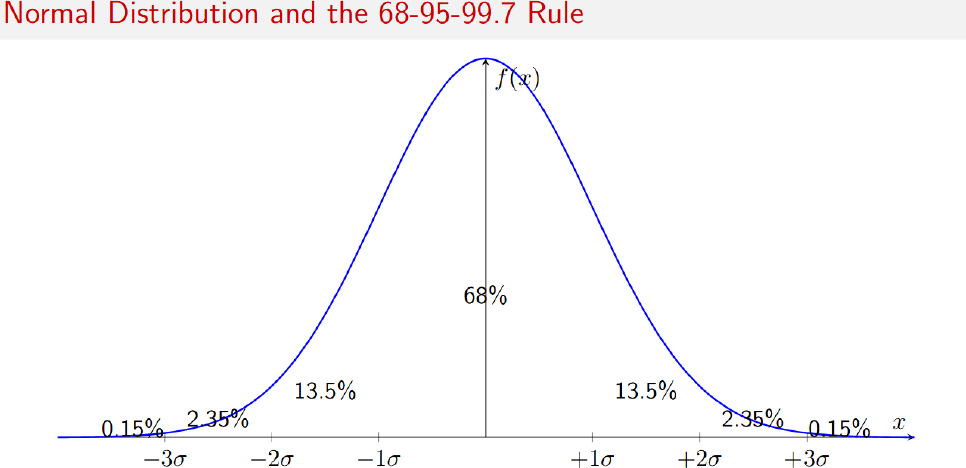 Normal Distribution and the 68-95-99.7 Rule
f(x)
68%
13.5% 13.5%
2.35% 2.35%
0.15% 0.15% x
−3σ −2σ −1σ +1σ +2σ +3σ